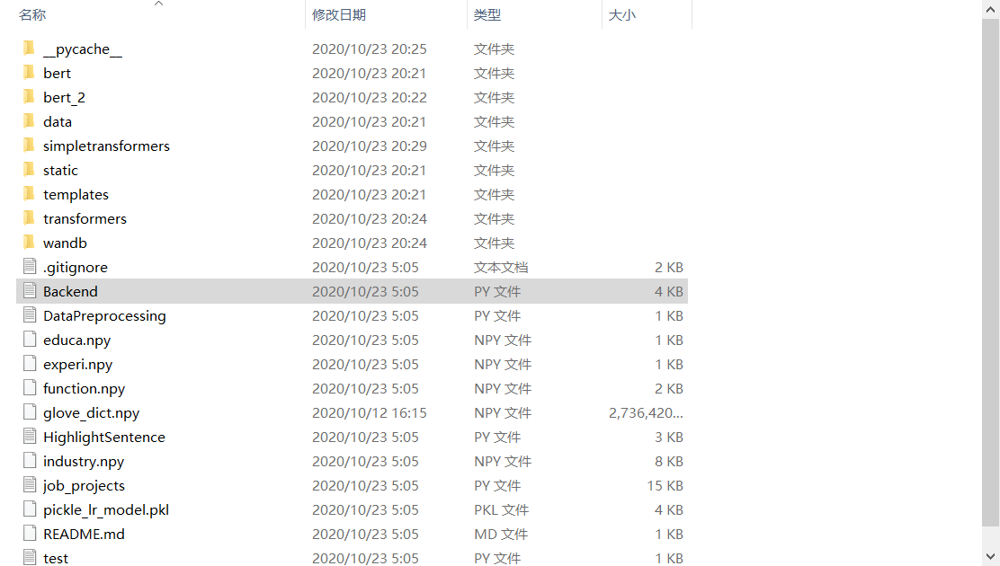 名称 修改日期 类型 大小
__pycache__ 2020/10/23 20:25 文件夹
bert 2020/10/23 20:21 文件夹
bert_2 2020/10/23 20:22 文件夹
data 2020/10/23 20:21 文件夹
simpletransformers 2020/10/23 20:29 文件夹
static 2020/10/23 20:21 文件夹
templates 2020/10/23 20:21 文件夹
transformers 2020/10/23 20:24 文件夹
wandb 2020/10/23 20:24 文件夹
.gitignore 2020/10/23 5:05 文本文档 2 KB
Backend 2020/10/23 5:05 PY 文件 4 KB
DataPreprocessing 2020/10/23 5:05 PY 文件 1 KB
educa.npy 2020/10/23 5:05 NPY 文件 1 KB
experi.npy 2020/10/23 5:05 NPY 文件 1 KB
function.npy 2020/10/23 5:05 NPY 文件 2 KB
glove_dict.npy 2020/10/12 16:15 NPY 文件 2,736,420...
HighlightSentence 2020/10/23 5:05 PY 文件 3 KB
industry.npy 2020/10/23 5:05 NPY 文件 8 KB
job_projects 2020/10/23 5:05 PY 文件 15 KB
pickle_lr_model.pkl 2020/10/23 5:05 PKL 文件 4 KB
README.md 2020/10/23 5:05 MD 文件 1 KB
test 2020/10/23 5:05 PY 文件 1 KB